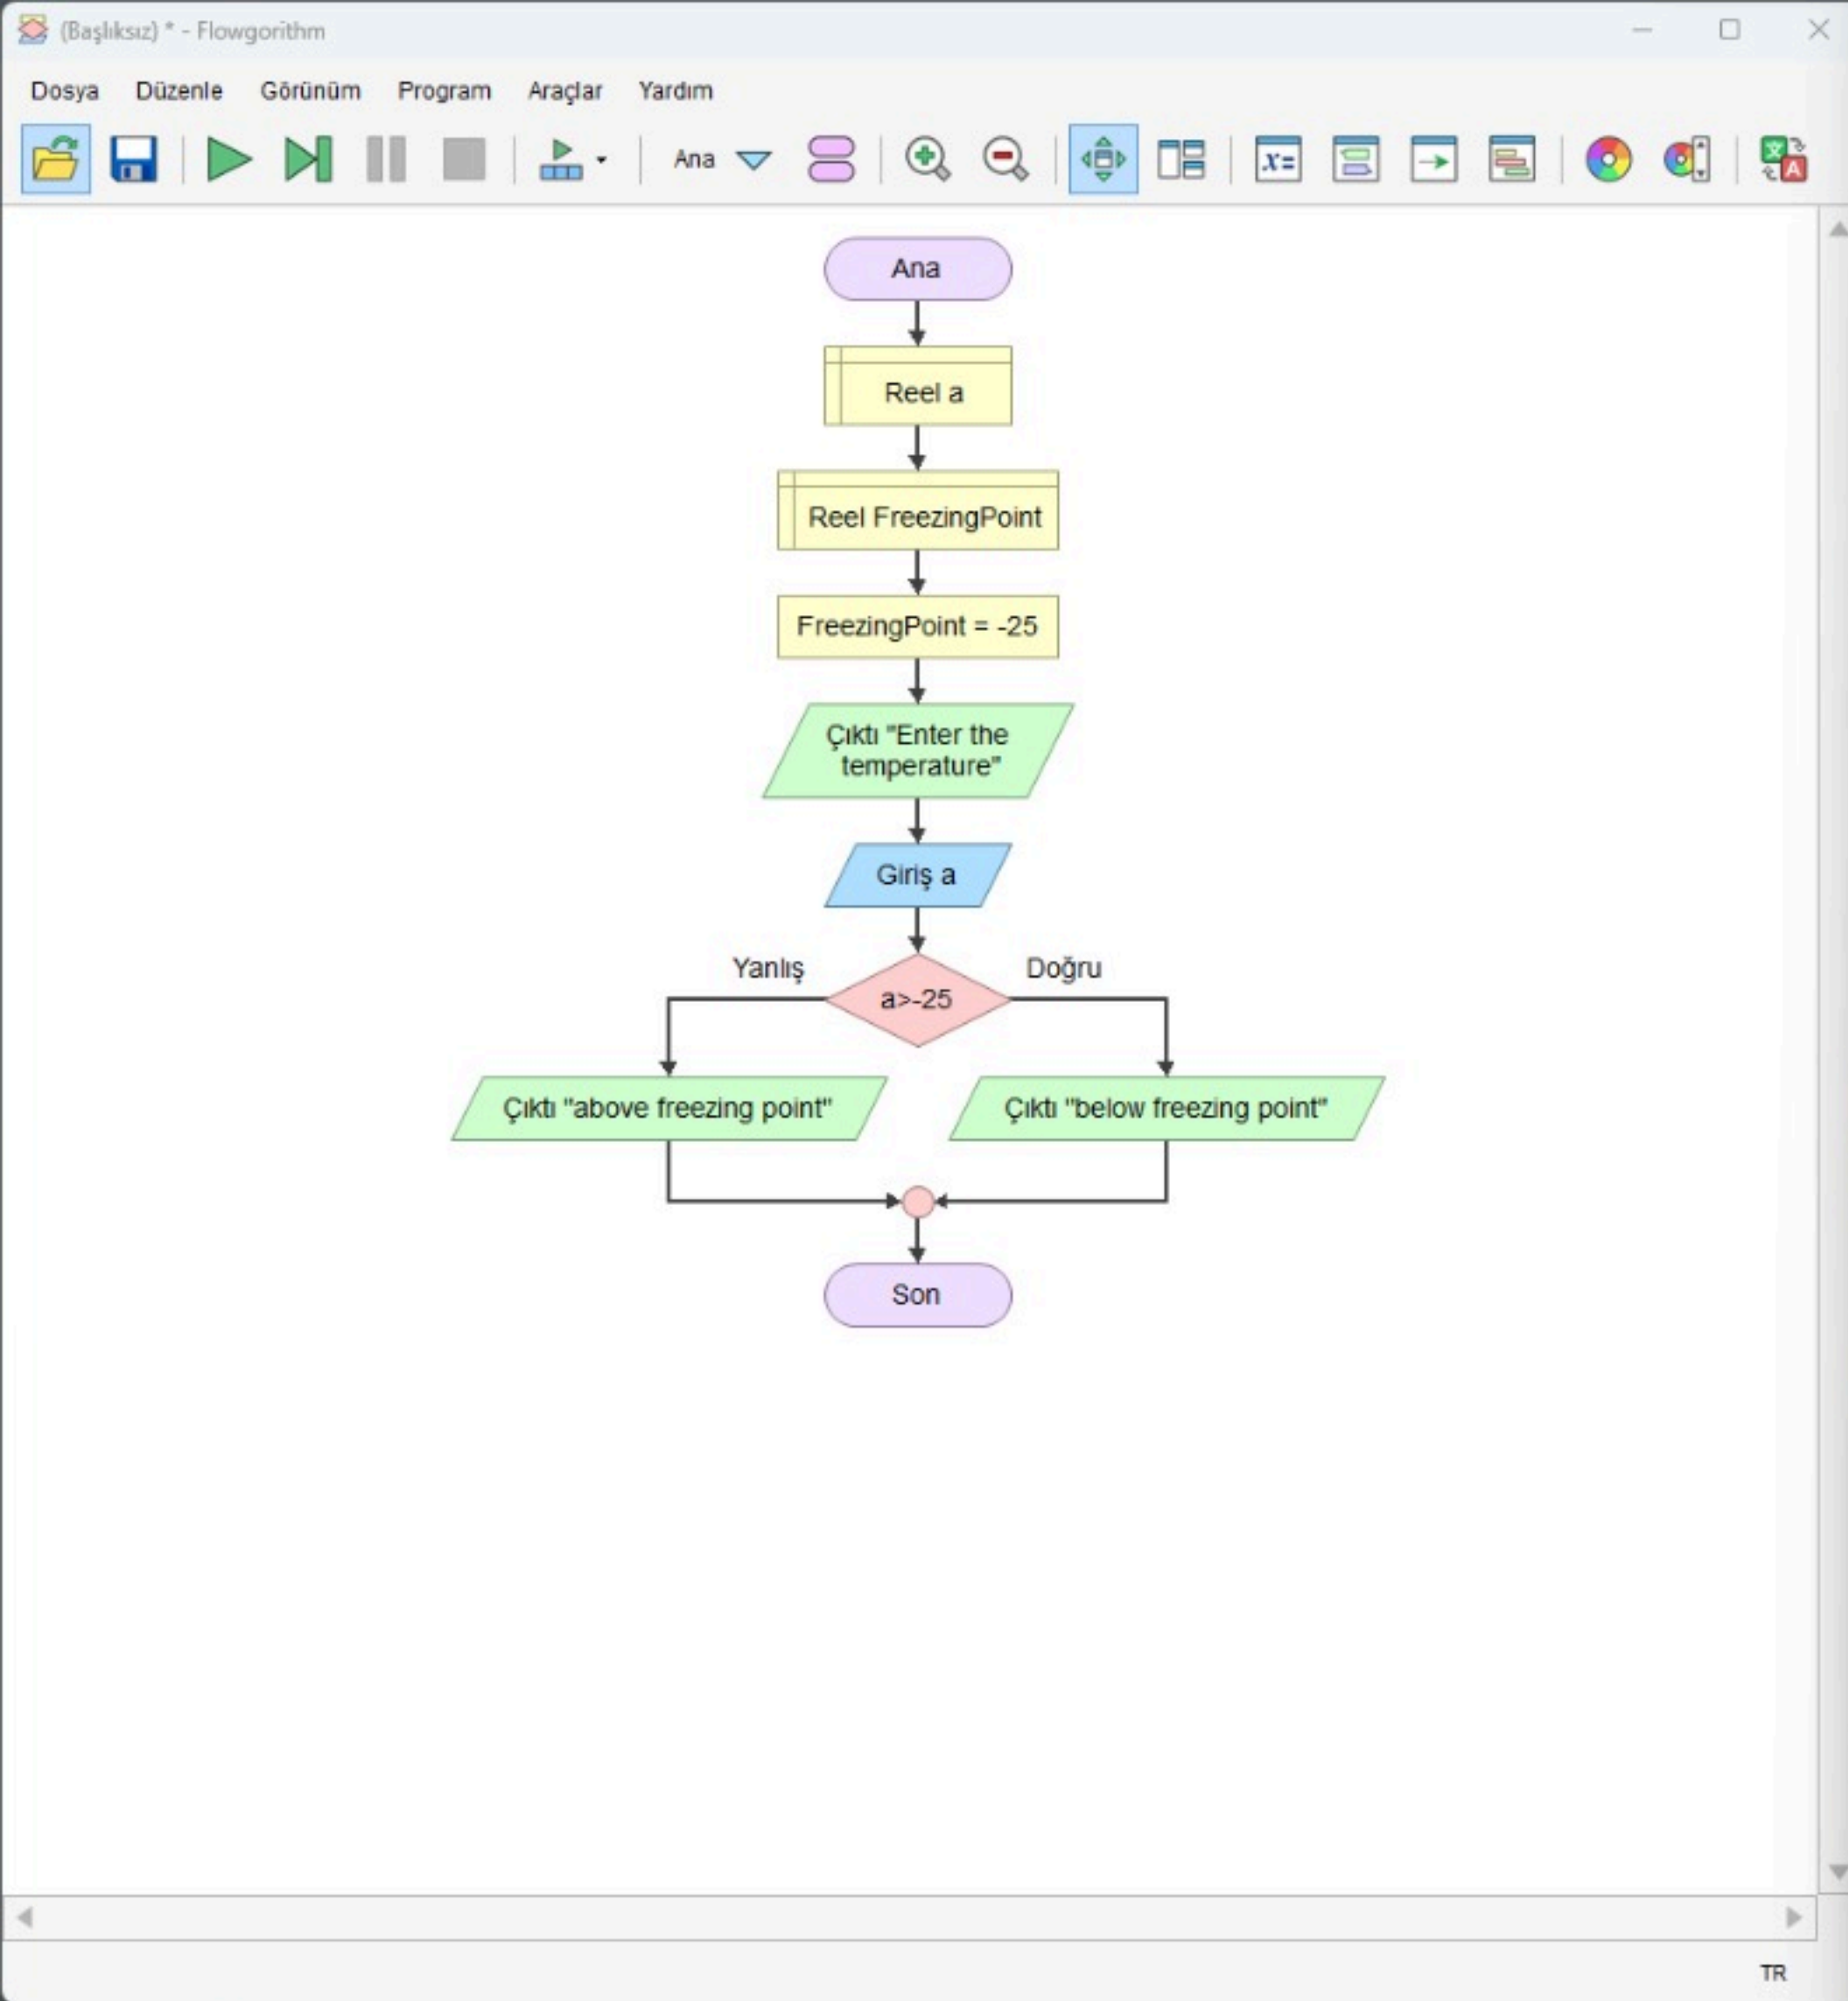 (Başlıksız) * - Flowgorithm
Dosya Düzenle Görünüm Program Araçlar Yardım
Ana
x=
A
Ana
Reel a
Reel FreezingPoint
FreezingPoint = -25
Çıktı "Enter the
temperature"
Giriş a
Yanlış
Doğru
a>-25
Çıktı "above freezing point"
Çıktı "below freezing point"
Son
TR